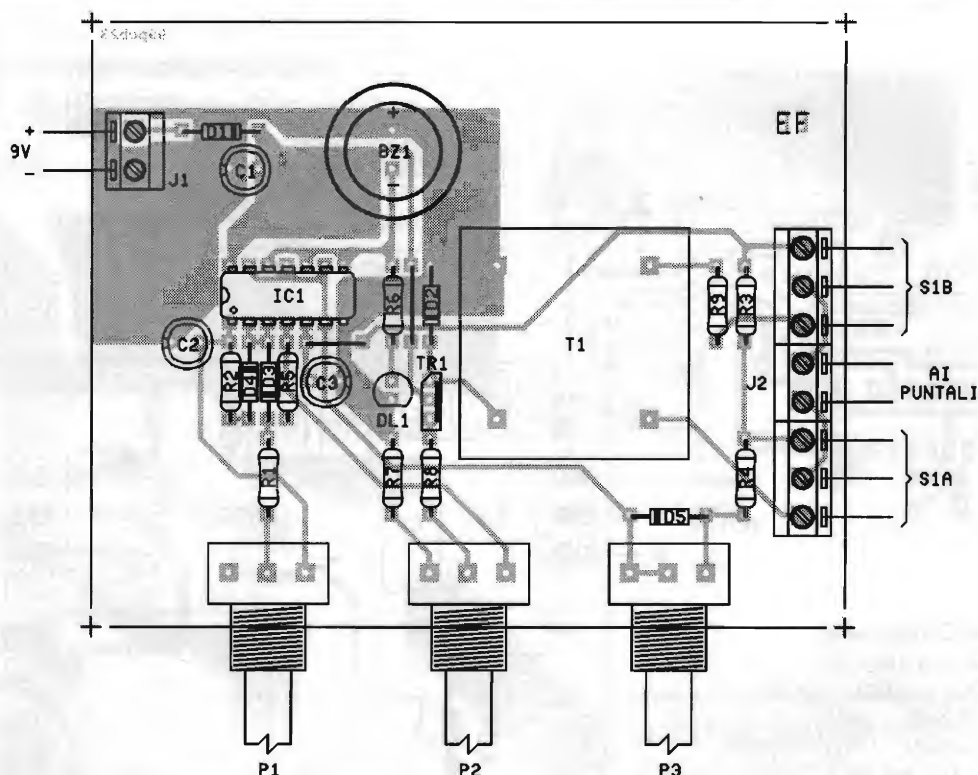 EF
+
9V
-
J1
D1
C1
+
BZ1
-
IC1
R6
D2
T1
R9
R3
S1B
C2
R2
D4
D3
R5
C3
DL1
TR1
J2
AI
PUNTALI
R1
R7
R8
R4
S1A
D5
P1
P2
P3